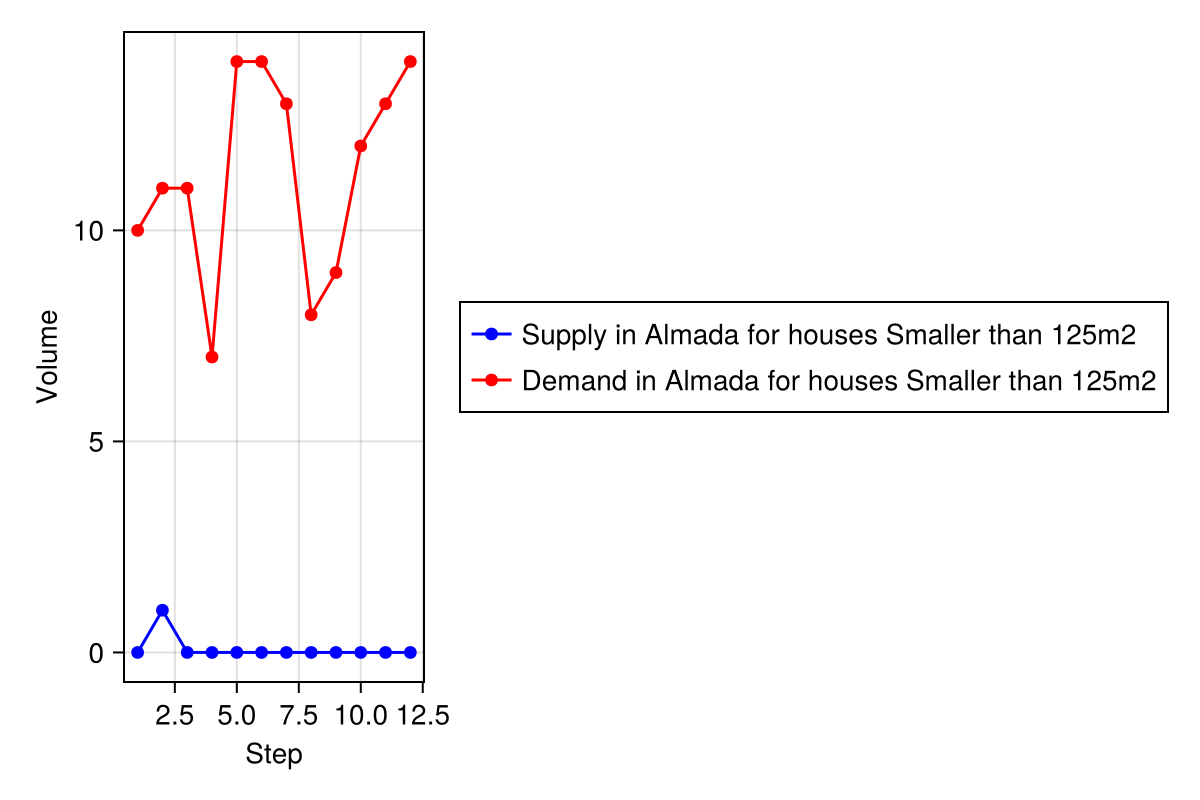 Volume
10
5
0
2.5 5.0 7.5 10.0 12.5
Step
Supply in Almada for houses Smaller than 125m2
Demand in Almada for houses Smaller than 125m2